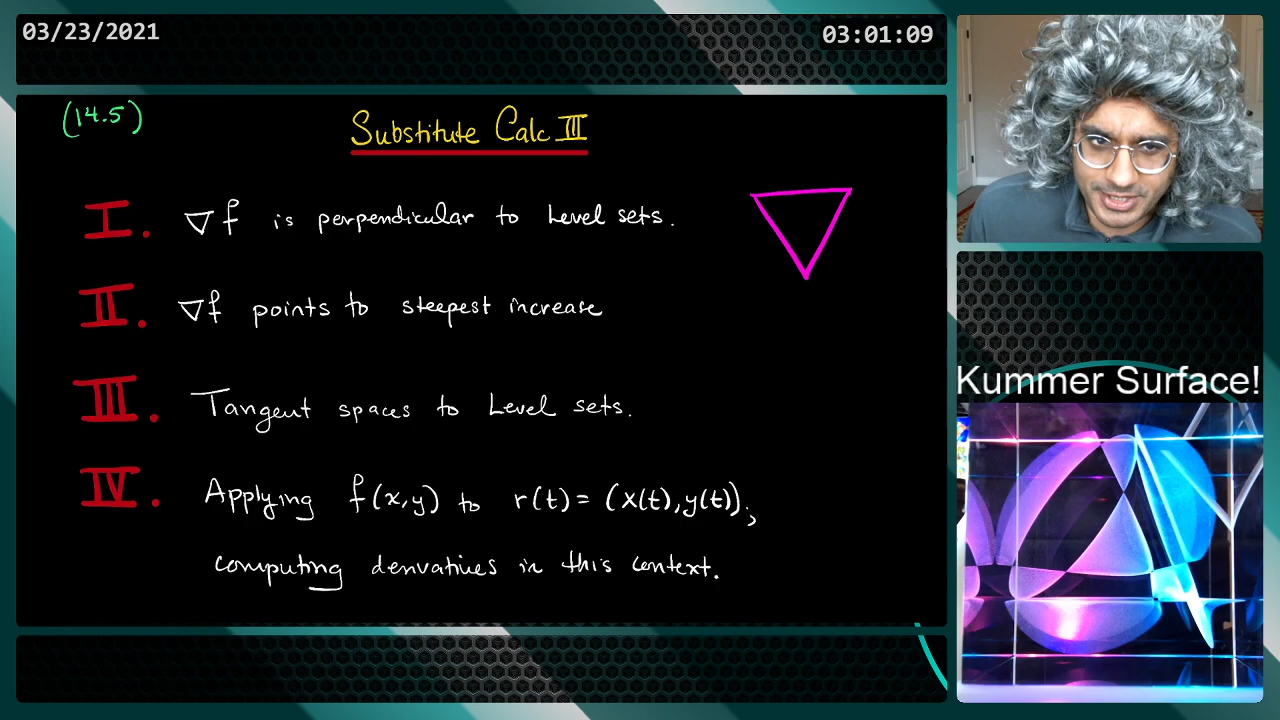 03/23/2021
03:01:09
(14.5)
Substitute Calc III
I. ∇f is perpendicular to Level sets.
II. ∇f points to steepest increase
III. Tangent spaces to Level sets.
IV. Applying f(x,y) to r(t) = (x(t),y(t)),
computing derivatives in this context.
Kummer Surface!